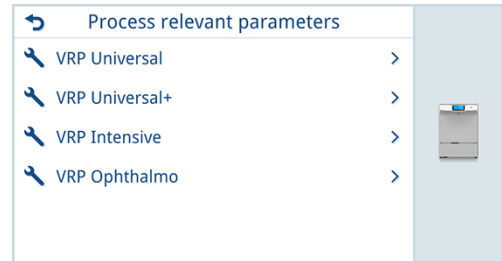 Process relevant parameters
VRP Universal
VRP Universal+
VRP Intensive
VRP Ophthalmo